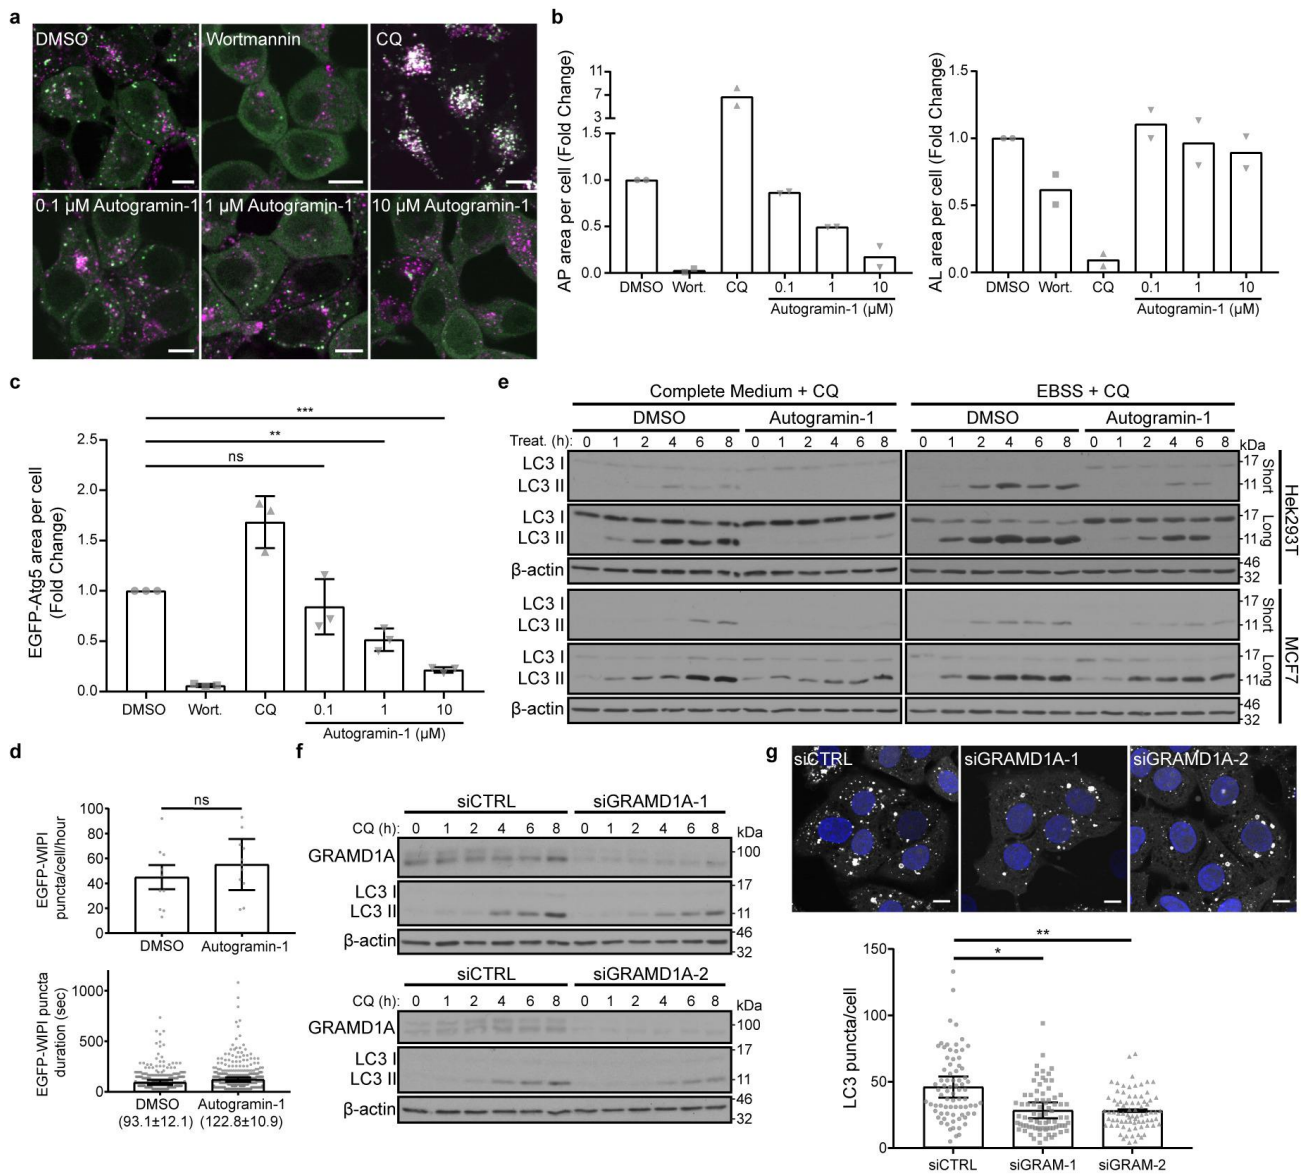 a
DMSO
Wortmannin
CQ
0.1 µM Autogramin-1
1 µM Autogramin-1
10 µM Autogramin-1
b
AP area per cell (Fold Change)
11
7
3
1.5
1.0
0.5
0.0
DMSO Wort. CQ 0.1 1 10
Autogramin-1 (µM)
AL area per cell (Fold Change)
1.5
1.0
0.5
0.0
DMSO Wort. CQ 0.1 1 10
Autogramin-1 (µM)
c
EGFP-Atg5 area per cell
(Fold Change)
2.5
2.0
1.5
1.0
0.5
0.0
***
**
ns
DMSO Wort. CQ 0.1 1 10
Autogramin-1 (µM)
e
Complete Medium + CQ EBSS + CQ
DMSO Autogramin-1 DMSO Autogramin-1
Treat. (h): 0 1 2 4 6 8 0 1 2 4 6 8 0 1 2 4 6 8 0 1 2 4 6 8 kDa
LC3 I 17
LC3 II 11
Short
LC3 I 17
LC3 II 11
Long
β-actin 46
32
Hek293T
LC3 I 17
LC3 II 11
Short
LC3 I 17
LC3 II 11
Long
β-actin 46
32
MCF7
d
EGFP-WIPI
puncta/cell/hour
100
80
60
40
20
0
ns
DMSO Autogramin-1
EGFP-WIPI puncta
duration (sec)
1000
500
0
DMSO Autogramin-1
(93.1±12.1) (122.8±10.9)
f
siCTRL siGRAMD1A-1
CQ (h): 0 1 2 4 6 8 0 1 2 4 6 8 kDa
GRAMD1A 100
LC3 I 17
LC3 II 11
β-actin 46
32
siCTRL siGRAMD1A-2
CQ (h): 0 1 2 4 6 8 0 1 2 4 6 8 kDa
GRAMD1A 100
LC3 I 17
LC3 II 11
β-actin 46
32
g
siCTRL
siGRAMD1A-1
siGRAMD1A-2
LC3 puncta/cell
150
100
50
0
**
*
siCTRL siGRAM-1 siGRAM-2